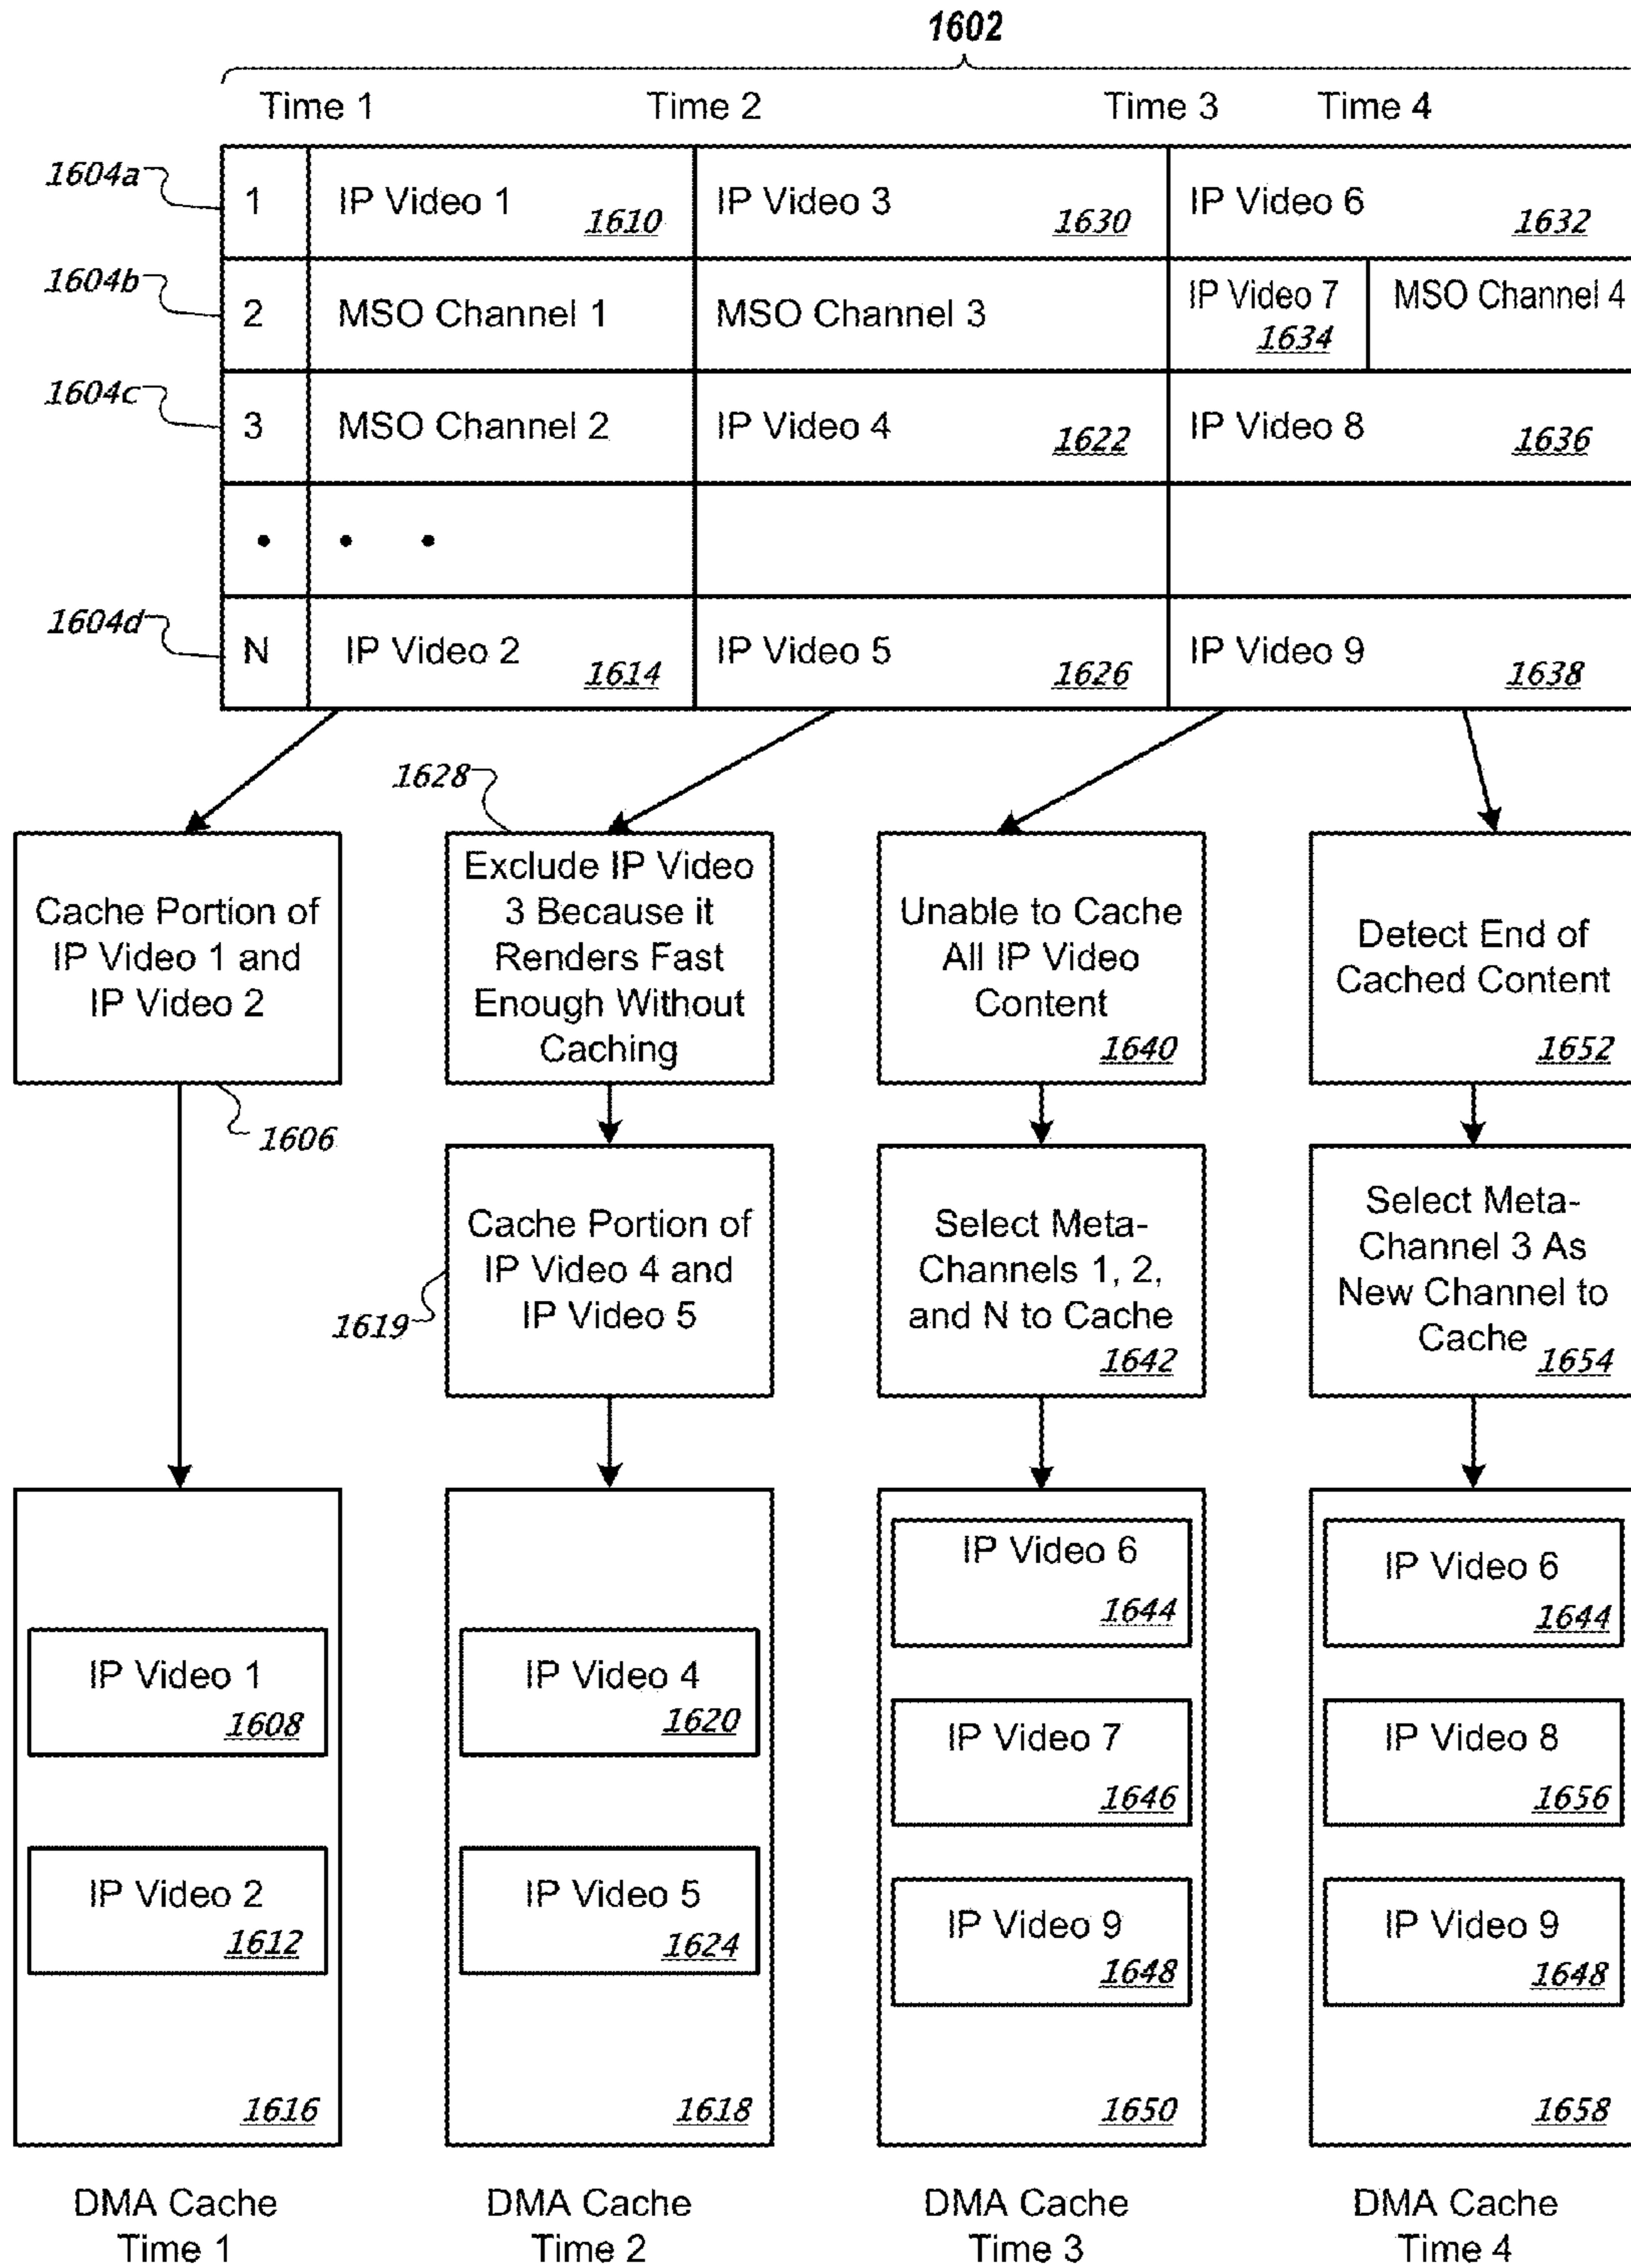 1602
Time 1
Time 2
Time 3
Time 4
1604a
1
IP Video 1
1610
IP Video 3
1630
IP Video 6
1632
1604b
2
MSO Channel 1
MSO Channel 3
IP Video 7
1634
MSO Channel 4
1604c
3
MSO Channel 2
IP Video 4
1622
IP Video 8
1636
1604d
N
IP Video 2
1614
IP Video 5
1626
IP Video 9
1638
Cache Portion of
IP Video 1 and
IP Video 2
1606
1628
Exclude IP Video
3 Because it
Renders Fast
Enough Without
Caching
Unable to Cache
All IP Video
Content
1640
Detect End of
Cached Content
1652
Cache Portion of
IP Video 4 and
IP Video 5
1619
Select Meta-
Channels 1, 2,
and N to Cache
1642
Select Meta-
Channel 3 As
New Channel to
Cache
1654
IP Video 1
1608
IP Video 2
1612
1616
IP Video 4
1620
IP Video 5
1624
1618
IP Video 6
1644
IP Video 7
1646
IP Video 9
1648
1650
IP Video 6
1644
IP Video 8
1656
IP Video 9
1648
1658
DMA Cache
Time 1
DMA Cache
Time 2
DMA Cache
Time 3
DMA Cache
Time 4